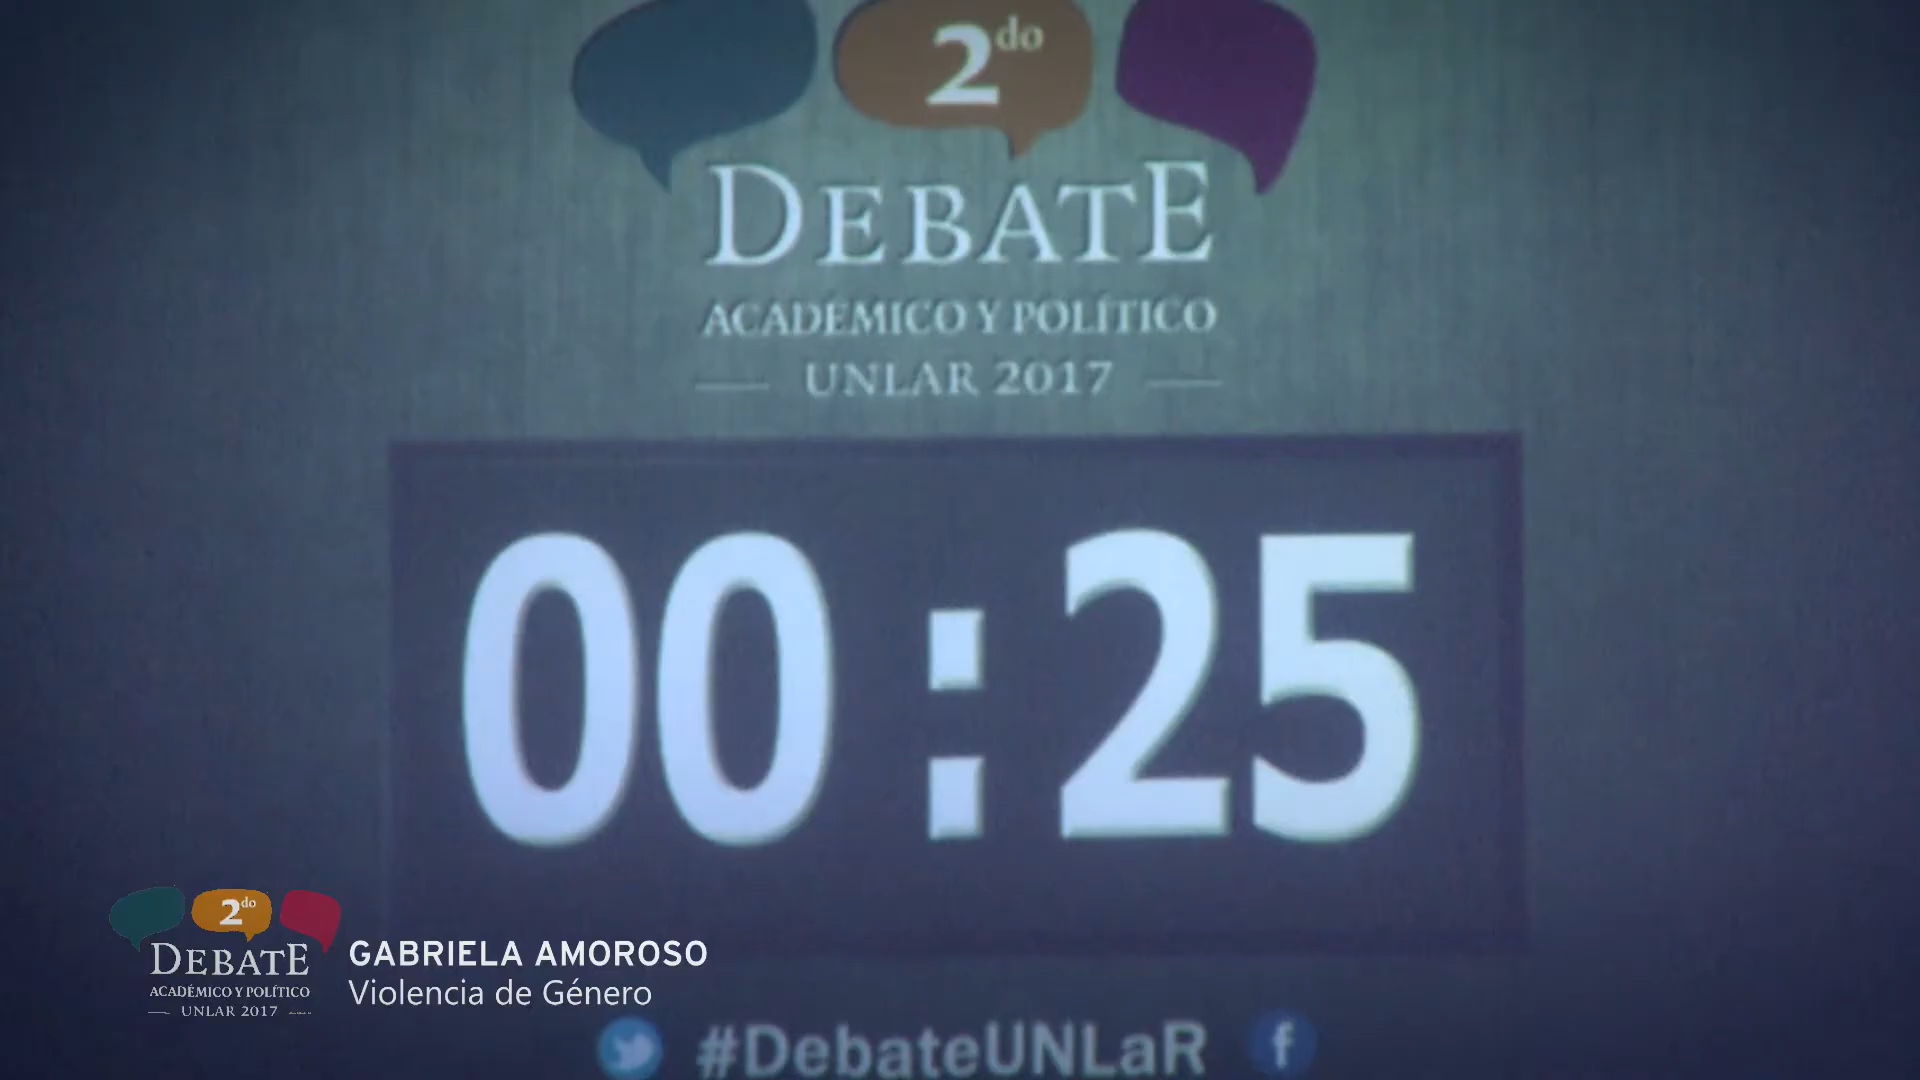 2do
DEBATE
ACADÉMICO Y POLÍTICO
UNLAR 2017
00:25
2do
DEBATE
ACADÉMICO Y POLÍTICO
UNLAR 2017
GABRIELA AMOROSO
Violencia de Género
#DebateUNLaR